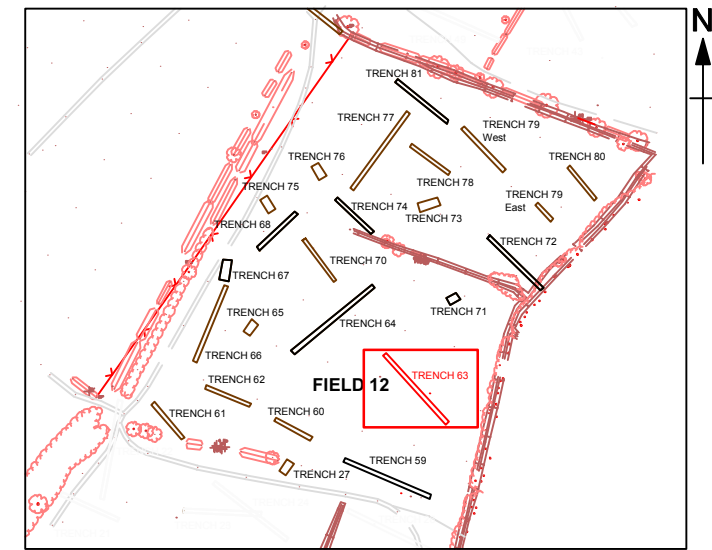 N
TRENCH 81
TRENCH 77
TRENCH 79
West
TRENCH 76
TRENCH 80
TRENCH 78
TRENCH 75
TRENCH 79
East
TRENCH 74
TRENCH 73
TRENCH 68
TRENCH 72
TRENCH 70
TRENCH 67
TRENCH 71
TRENCH 65
TRENCH 64
TRENCH 66
TRENCH 63
FIELD 12
TRENCH 62
TRENCH 61
TRENCH 60
TRENCH 59
TRENCH 27